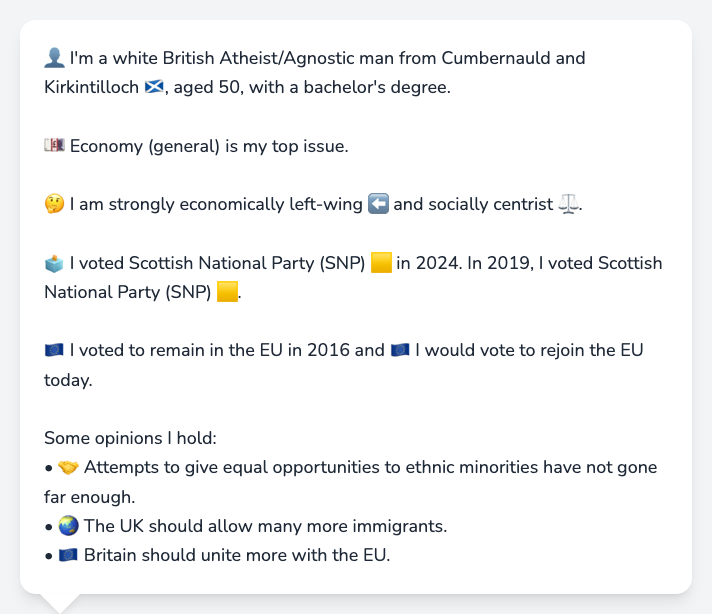 👤 I'm a white British Atheist/Agnostic man from Cumbernauld and
Kirkintilloch 🏴󠁧󠁢󠁳󠁣󠁴󠁿, aged 50, with a bachelor's degree.
💷 Economy (general) is my top issue.
🤔 I am strongly economically left-wing ⬅️ and socially centrist ⚖️.
🗳️ I voted Scottish National Party (SNP) 🟨 in 2024. In 2019, I voted Scottish
National Party (SNP) 🟨.
🇪🇺 I voted to remain in the EU in 2016 and 🇪🇺 I would vote to rejoin the EU
today.
Some opinions I hold:
• 🤝 Attempts to give equal opportunities to ethnic minorities have not gone
far enough.
• 🌏 The UK should allow many more immigrants.
• 🇪🇺 Britain should unite more with the EU.